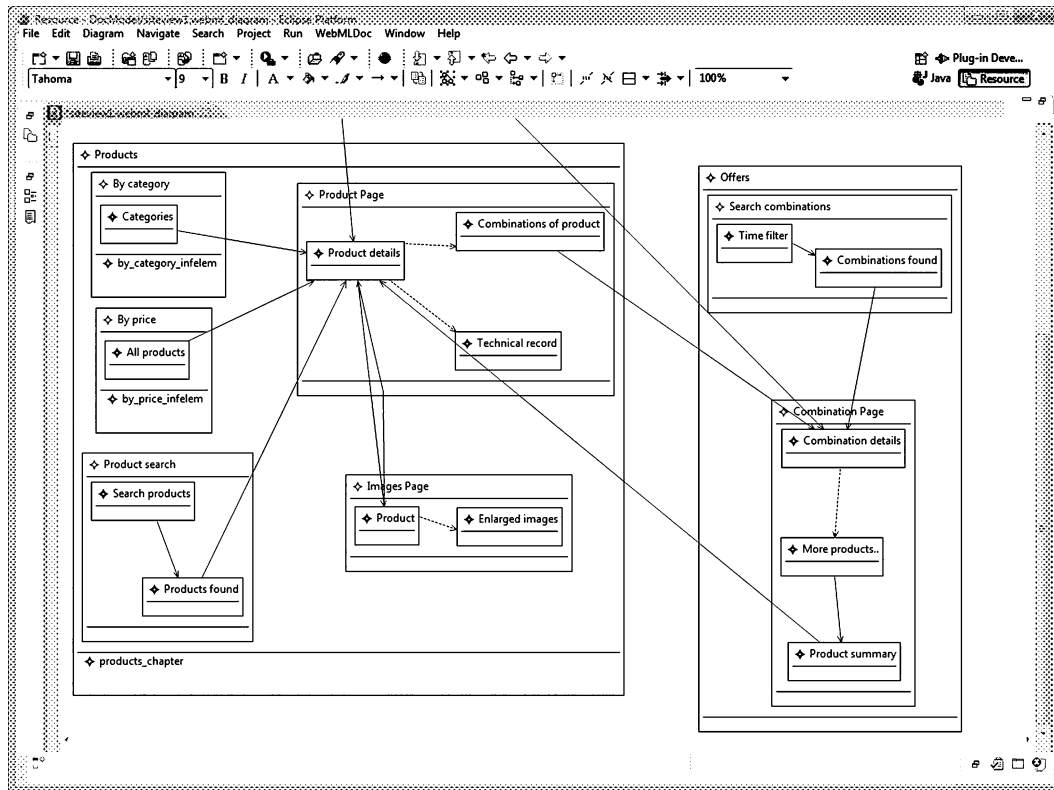 Resource - DocModel/siteview1.webml_diagram - Eclipse Platform
File Edit Diagram Navigate Search Project Run WebMLDoc Window Help
Plug-in Deve...
Tahoma 9 B I A 100% Java Resource
*siteview1.webml_diagram
Products
By category
Categories
by_category_infelem
By price
All products
by_price_infelem
Product search
Search products
Products found
products_chapter
Product Page
Product details
Combinations of product
Technical record
Images Page
Product
Enlarged images
Offers
Search combinations
Time filter
Combinations found
Combination Page
Combination details
More products..
Product summary